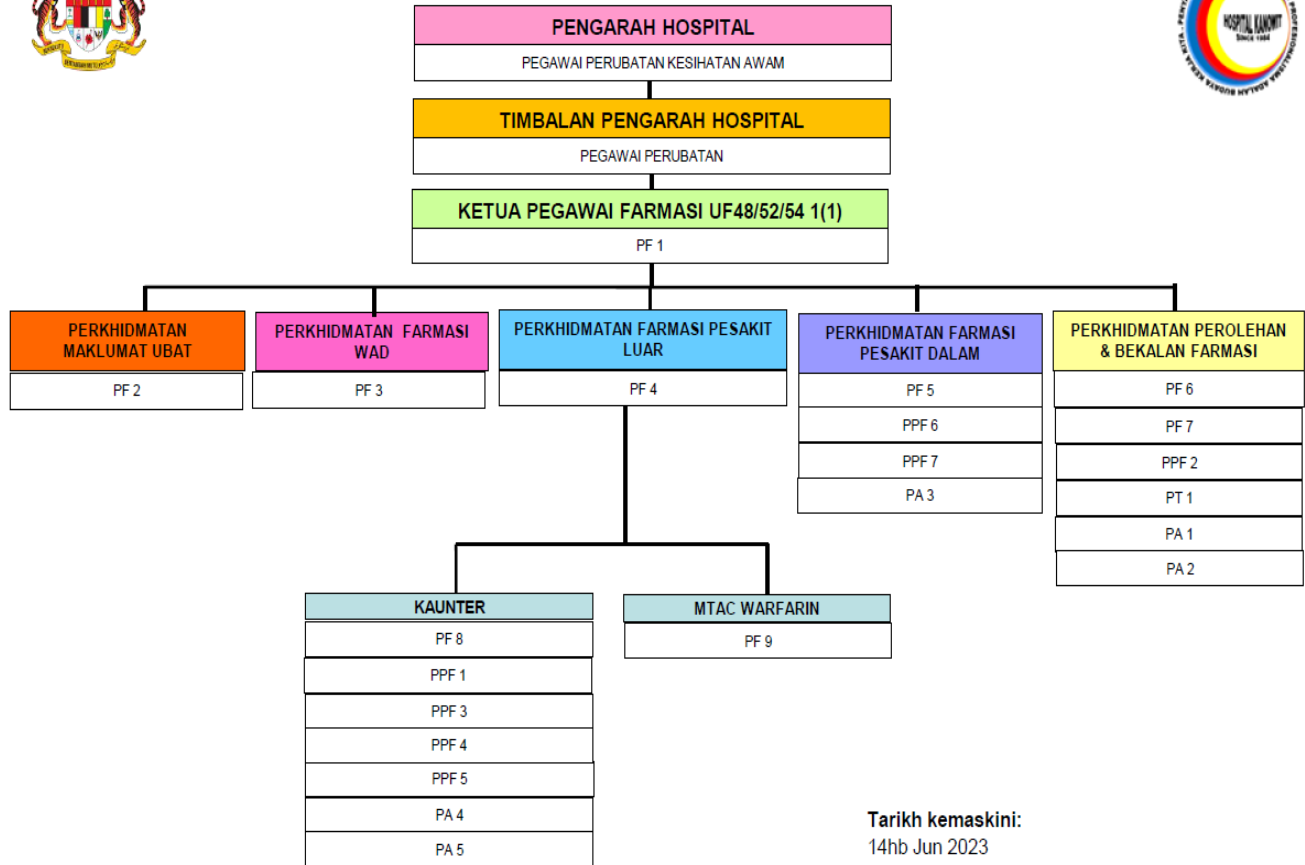 PENGARAH HOSPITAL
PEGAWAI PERUBATAN KESIHATAN AWAM
HOSPITAL KANOWIT
TIMBALAN PENGARAH HOSPITAL
PEGAWAI PERUBATAN
KETUA PEGAWAI FARMASI UF48/52/54 1(1)
PF 1
PERKHIDMATAN
MAKLUMAT UBAT
PF 2
PERKHIDMATAN FARMASI
WAD
PF 3
PERKHIDMATAN FARMASI PESAKIT
LUAR
PF 4
PERKHIDMATAN FARMASI
PESAKIT DALAM
PF 5
PPF 6
PPF 7
PA 3
PERKHIDMATAN PEROLEHAN
& BEKALAN FARMASI
PF 6
PF 7
PPF 2
PT 1
PA 1
PA 2
KAUNTER
PF 8
PPF 1
PPF 3
PPF 4
PPF 5
PA 4
PA 5
MTAC WARFARIN
PF 9
Tarikh kemaskini:
14hb Jun 2023